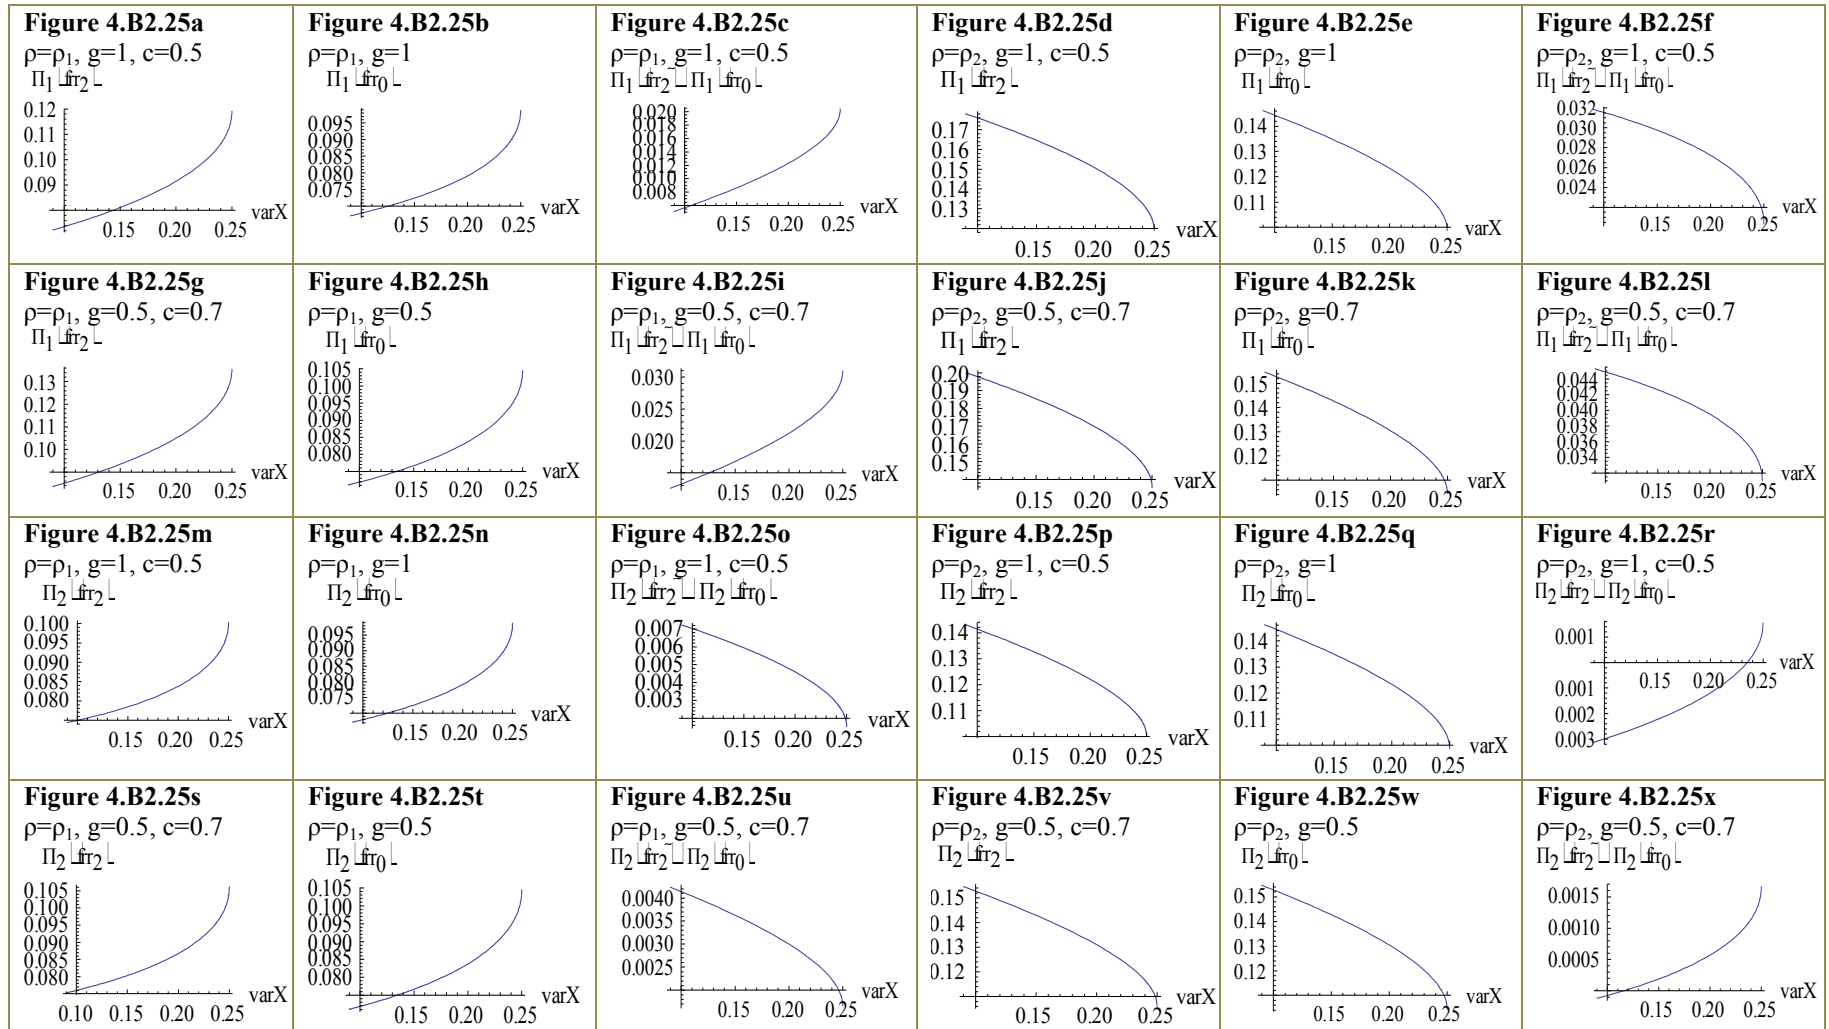 Figure 4.B2.25a
ρ=ρ₁, g=1, c=0.5
Π₁
0.12
0.11
0.10
0.09
varX
0.15 0.20 0.25
Figure 4.B2.25b
ρ=ρ₁, g=1
Π₁
0.095
0.090
0.085
0.080
0.075
varX
0.15 0.20 0.25
Figure 4.B2.25c
ρ=ρ₁, g=1, c=0.5
Π₁ Π₁
0.020
0.018
0.016
0.014
0.012
0.010
0.008
varX
0.15 0.20 0.25
Figure 4.B2.25d
ρ=ρ₂, g=1, c=0.5
Π₁
0.17
0.16
0.15
0.14
0.13
varX
0.15 0.20 0.25
Figure 4.B2.25e
ρ=ρ₂, g=1
Π₁
0.14
0.13
0.12
0.11
varX
0.15 0.20 0.25
Figure 4.B2.25f
ρ=ρ₂, g=1, c=0.5
Π₁ Π₁
0.032
0.030
0.028
0.026
0.024
varX
0.15 0.20 0.25
Figure 4.B2.25g
ρ=ρ₁, g=0.5, c=0.7
Π₁
0.13
0.12
0.11
0.10
varX
0.15 0.20 0.25
Figure 4.B2.25h
ρ=ρ₁, g=0.5
Π₁
0.105
0.100
0.095
0.090
0.085
0.080
varX
0.15 0.20 0.25
Figure 4.B2.25i
ρ=ρ₁, g=0.5, c=0.7
Π₁ Π₁
0.030
0.025
0.020
varX
0.15 0.20 0.25
Figure 4.B2.25j
ρ=ρ₂, g=0.5, c=0.7
Π₁
0.20
0.19
0.18
0.17
0.16
0.15
varX
0.15 0.20 0.25
Figure 4.B2.25k
ρ=ρ₂, g=0.7
Π₁
0.15
0.14
0.13
0.12
varX
0.15 0.20 0.25
Figure 4.B2.25l
ρ=ρ₂, g=0.5, c=0.7
Π₁ Π₁
0.044
0.042
0.040
0.038
0.036
0.034
varX
0.15 0.20 0.25
Figure 4.B2.25m
ρ=ρ₁, g=1, c=0.5
Π₂
0.100
0.095
0.090
0.085
0.080
varX
0.15 0.20 0.25
Figure 4.B2.25n
ρ=ρ₁, g=1
Π₂
0.095
0.090
0.085
0.080
0.075
varX
0.15 0.20 0.25
Figure 4.B2.25o
ρ=ρ₁, g=1, c=0.5
Π₂ Π₂
0.007
0.006
0.005
0.004
0.003
varX
0.15 0.20 0.25
Figure 4.B2.25p
ρ=ρ₂, g=1, c=0.5
Π₂
0.14
0.13
0.12
0.11
varX
0.15 0.20 0.25
Figure 4.B2.25q
ρ=ρ₂, g=1
Π₂
0.14
0.13
0.12
0.11
varX
0.15 0.20 0.25
Figure 4.B2.25r
ρ=ρ₂, g=1, c=0.5
Π₂ Π₂
0.001
varX
0.15 0.20 0.25
0.001
0.002
0.003
Figure 4.B2.25s
ρ=ρ₁, g=0.5, c=0.7
Π₂
0.105
0.100
0.095
0.090
0.085
0.080
varX
0.10 0.15 0.20 0.25
Figure 4.B2.25t
ρ=ρ₁, g=0.5
Π₂
0.105
0.100
0.095
0.090
0.085
0.080
varX
0.15 0.20 0.25
Figure 4.B2.25u
ρ=ρ₁, g=0.5, c=0.7
Π₂ Π₂
0.0040
0.0035
0.0030
0.0025
varX
0.15 0.20 0.25
Figure 4.B2.25v
ρ=ρ₂, g=0.5, c=0.7
Π₂
0.15
0.14
0.13
0.12
varX
0.15 0.20 0.25
Figure 4.B2.25w
ρ=ρ₂, g=0.5
Π₂
0.15
0.14
0.13
0.12
varX
0.15 0.20 0.25
Figure 4.B2.25x
ρ=ρ₂, g=0.5, c=0.7
Π₂ Π₂
0.0015
0.0010
0.0005
varX
0.15 0.20 0.25